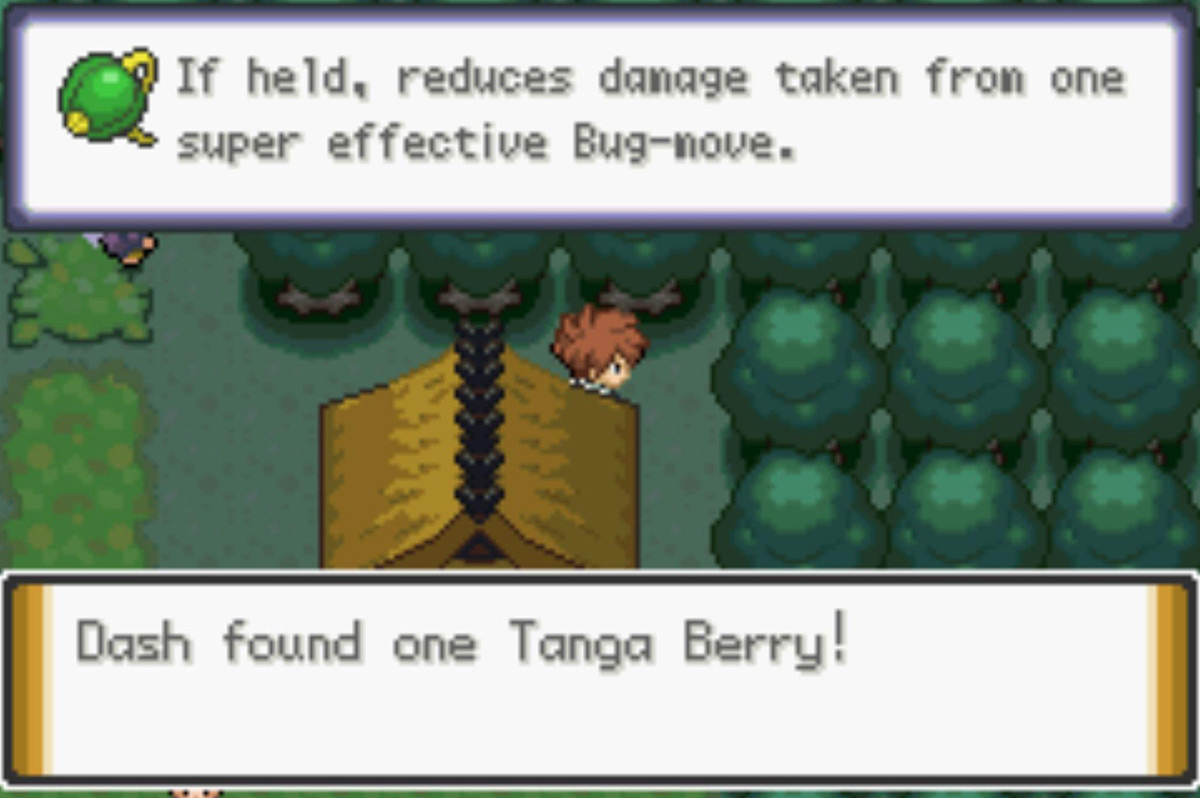 If held, reduces damage taken from one
super effective Bug-move.
Dash found one Tanga Berry!